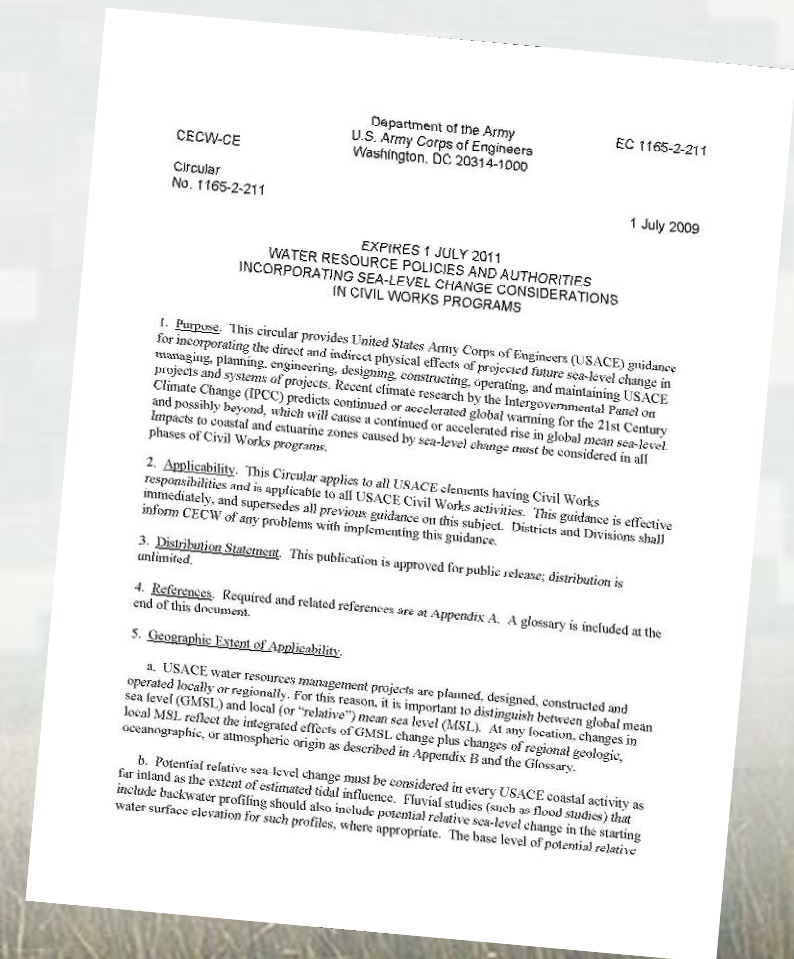 Department of the Army
CECW-CE
U.S. Army Corps of Engineers
EC 1165-2-211
Washington, DC 20314-1000
Circular
No. 1165-2-211
1 July 2009
EXPIRES 1 JULY 2011
WATER RESOURCE POLICIES AND AUTHORITIES
INCORPORATING SEA-LEVEL CHANGE CONSIDERATIONS
IN CIVIL WORKS PROGRAMS
1. Purpose. This circular provides United States Army Corps of Engineers (USACE) guidance
for incorporating the direct and indirect physical effects of projected future sea-level change in
managing, planning, engineering, designing, constructing, operating, and maintaining USACE
projects and systems of projects. Recent climate research by the Intergovernmental Panel on
Climate Change (IPCC) predicts continued or accelerated global warming for the 21st Century
and possibly beyond, which will cause a continued or accelerated rise in global mean sea-level.
Impacts to coastal and estuarine zones caused by sea-level change must be considered in all
phases of Civil Works programs.
2. Applicability. This Circular applies to all USACE elements having Civil Works
responsibilities and is applicable to all USACE Civil Works activities. This guidance is effective
immediately, and supersedes all previous guidance on this subject. Districts and Divisions shall
inform CECW of any problems with implementing this guidance.
3. Distribution Statement. This publication is approved for public release; distribution is
unlimited.
4. References. Required and related references are at Appendix A. A glossary is included at the
end of this document.
5. Geographic Extent of Applicability.
a. USACE water resources management projects are planned, designed, constructed and
operated locally or regionally. For this reason, it is important to distinguish between global mean
sea level (GMSL) and local (or “relative”) mean sea level (MSL). At any location, changes in
local MSL reflect the integrated effects of GMSL change plus changes of regional geologic,
oceanographic, or atmospheric origin as described in Appendix B and the Glossary.
b. Potential relative sea-level change must be considered in every USACE coastal activity as
far inland as the extent of estimated tidal influence. Fluvial studies (such as flood studies) that
include backwater profiling should also include potential relative sea-level change in the starting
water surface elevation for such profiles, where appropriate. The base level of potential relative